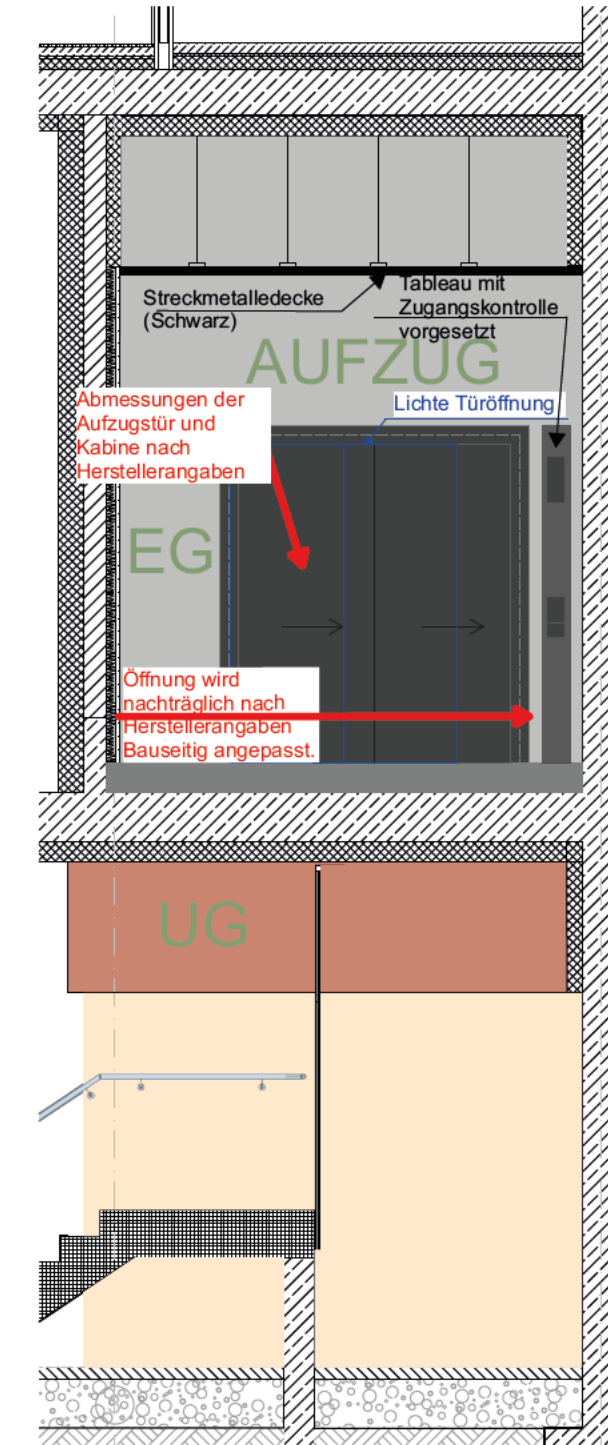 Streckmetalledecke
(Schwarz)
Tableau mit
Zugangskontrolle
vorgesetzt
AUFZUG
Abmessungen der
Aufzugstür und
Kabine nach
Herstellerangaben
Lichte Türöffnung
EG
Öffnung wird
nachträglich nach
Herstellerangaben
Bauseitig angepasst.
UG